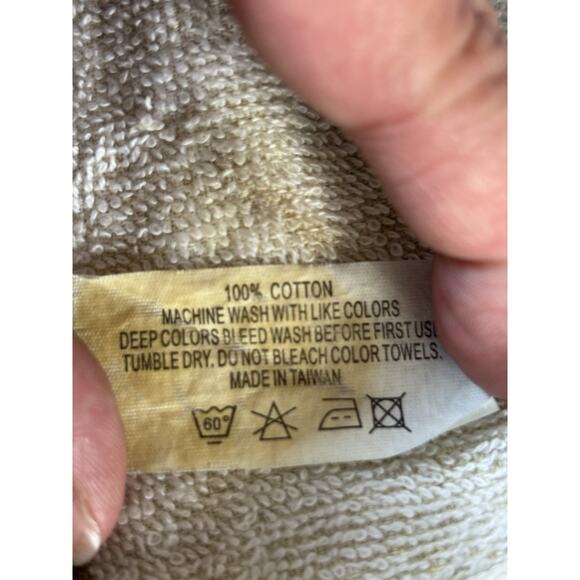 100% COTTON
MACHINE WASH WITH LIKE COLORS
DEEP COLORS BLEED WASH BEFORE FIRST USE
TUMBLE DRY. DO NOT BLEACH COLOR TOWELS.
MADE IN TAIWAN
60°